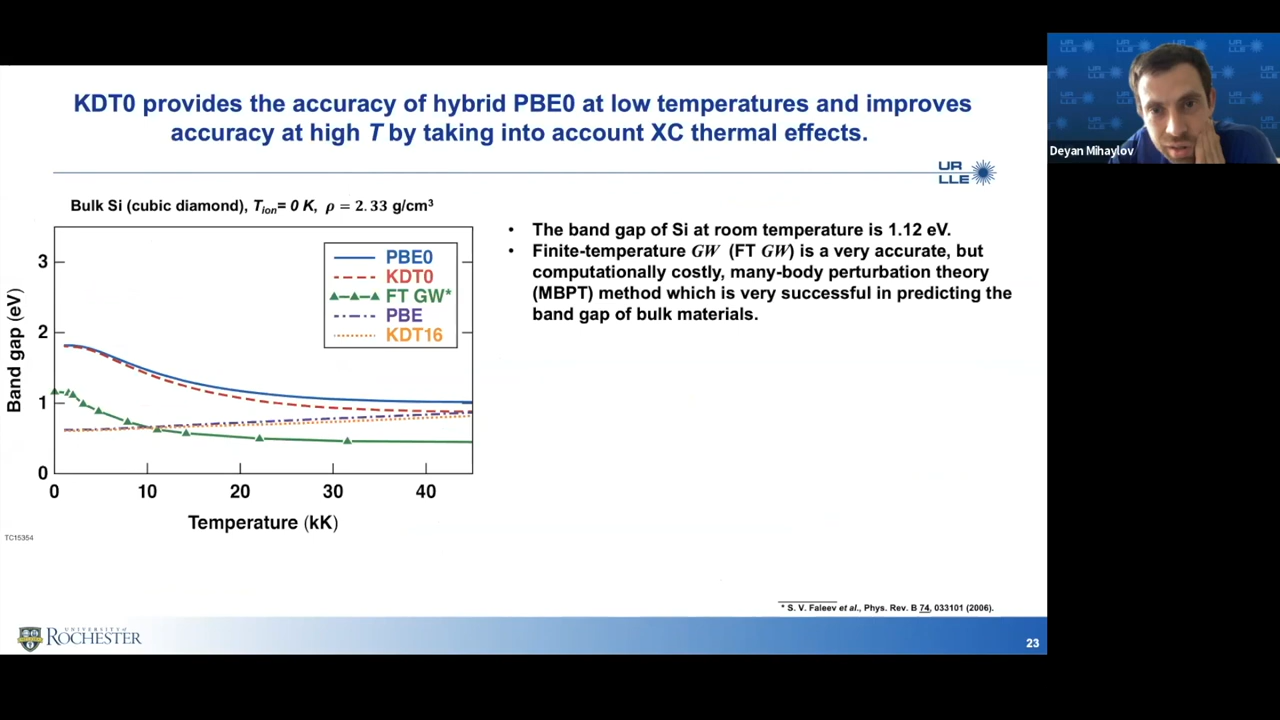 KDT0 provides the accuracy of hybrid PBE0 at low temperatures and improves
accuracy at high T by taking into account XC thermal effects.
Deyan Mihaylov
UR
LLE
Bulk Si (cubic diamond), Tion= 0 K, ρ = 2.33 g/cm³
Band gap (eV)
3
2
1
0
PBE0
KDT0
FT GW*
PBE
KDT16
0 10 20 30 40
Temperature (kK)
TC15354
• The band gap of Si at room temperature is 1.12 eV.
• Finite-temperature GW (FT GW) is a very accurate, but
computationally costly, many-body perturbation theory
(MBPT) method which is very successful in predicting the
band gap of bulk materials.
* S. V. Faleev et al., Phys. Rev. B 74, 033101 (2006).
UNIVERSITY of
ROCHESTER
23